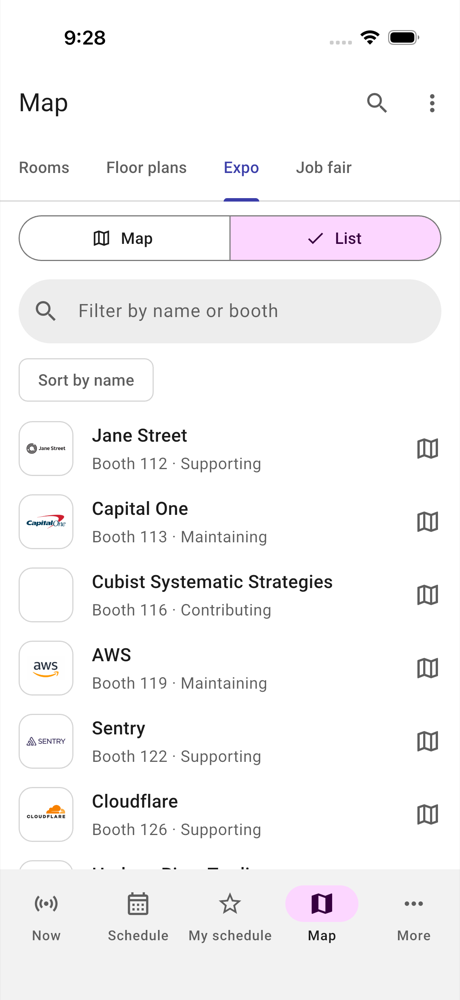 9:28
Map
Rooms Floor plans Expo Job fair
Map List
Filter by name or booth
Sort by name
Jane Street
Jane Street
Booth 112 · Supporting
Capital One
Capital One
Booth 113 · Maintaining
Cubist Systematic Strategies
Booth 116 · Contributing
aws
AWS
Booth 119 · Maintaining
SENTRY
Sentry
Booth 122 · Supporting
CLOUDFLARE
Cloudflare
Booth 126 · Supporting
Now Schedule My schedule Map More